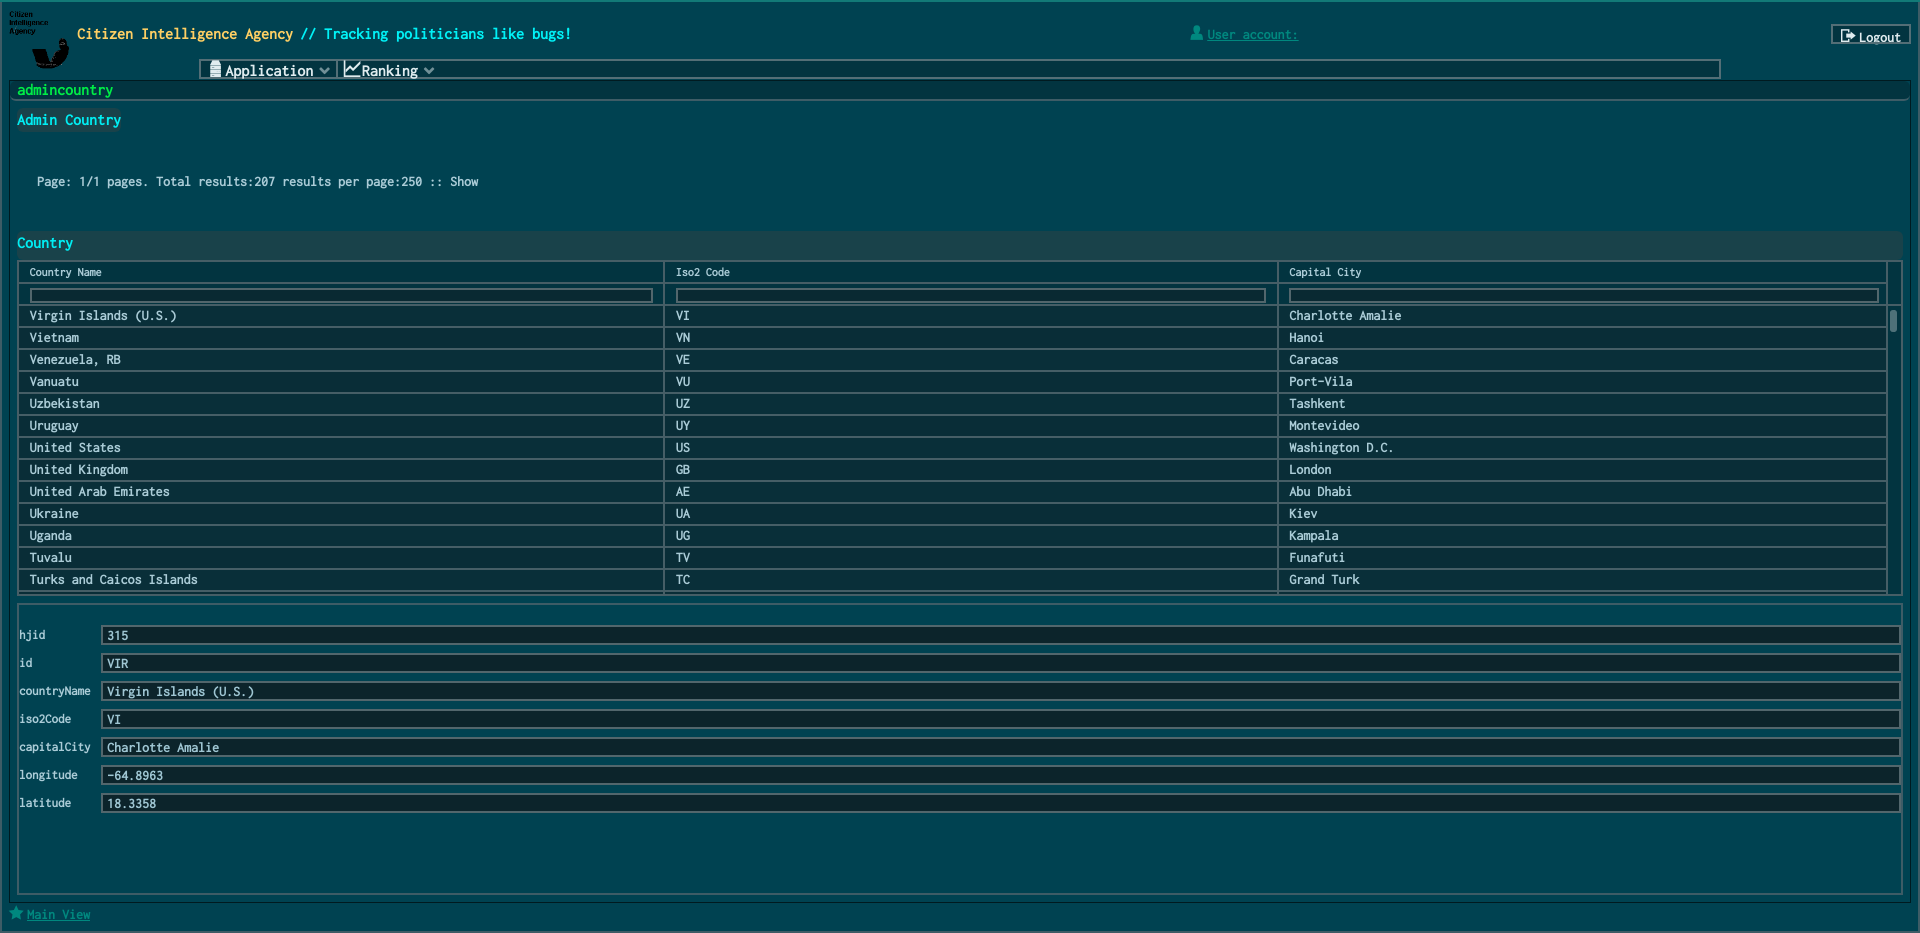 Citizen
Intelligence
Agency
Citizen Intelligence Agency // Tracking politicians like bugs!
User account:
Logout
Application
Ranking
admincountry
Admin Country
Page: 1/1 pages. Total results:207 results per page:250 :: Show
Country
Country Name Iso2 Code Capital City
Virgin Islands (U.S.) VI Charlotte Amalie
Vietnam VN Hanoi
Venezuela, RB VE Caracas
Vanuatu VU Port-Vila
Uzbekistan UZ Tashkent
Uruguay UY Montevideo
United States US Washington D.C.
United Kingdom GB London
United Arab Emirates AE Abu Dhabi
Ukraine UA Kiev
Uganda UG Kampala
Tuvalu TV Funafuti
Turks and Caicos Islands TC Grand Turk
hjid 315
id VIR
countryName Virgin Islands (U.S.)
iso2Code VI
capitalCity Charlotte Amalie
longitude -64.8963
latitude 18.3358
Main View